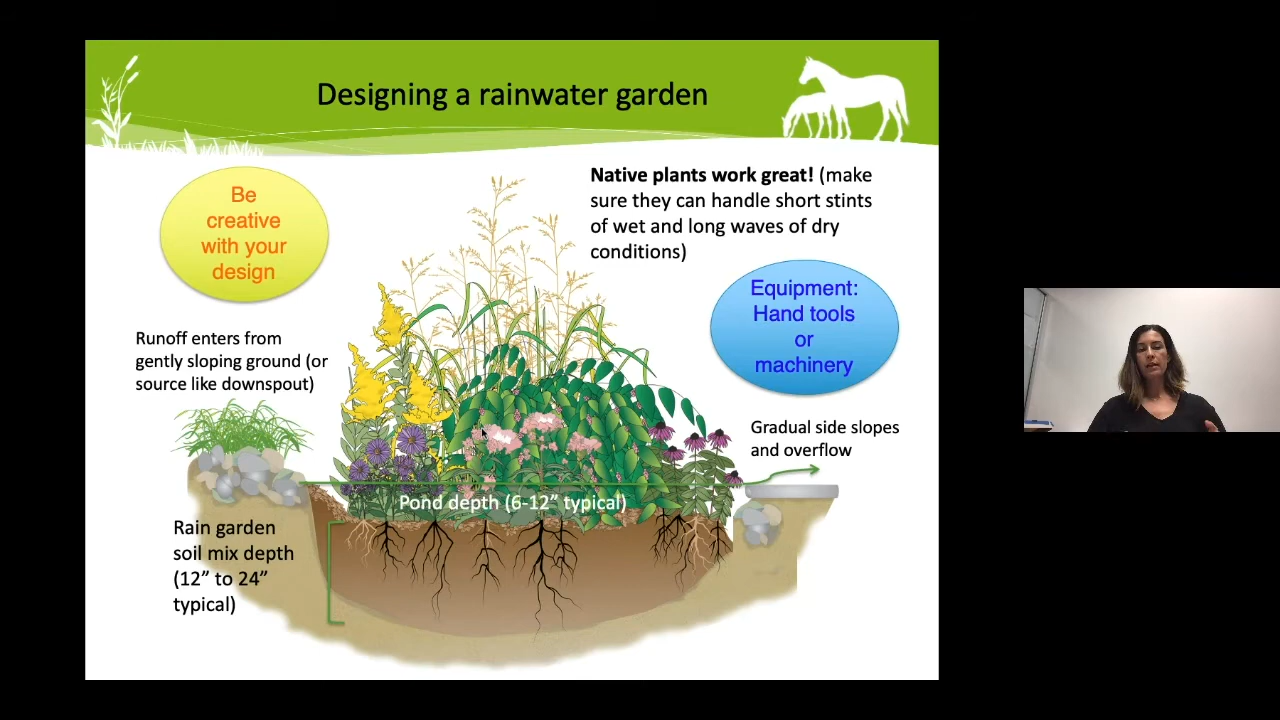 Designing a rainwater garden
Be
creative
with your
design
Native plants work great! (make
sure they can handle short stints
of wet and long waves of dry
conditions)
Equipment:
Hand tools
or
machinery
Runoff enters from
gently sloping ground (or
source like downspout)
Gradual side slopes
and overflow
Pond depth (6-12” typical)
Rain garden
soil mix depth
(12” to 24”
typical)